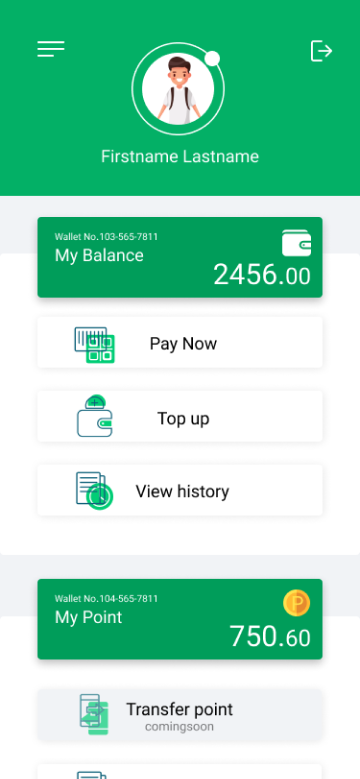 Firstname Lastname
Wallet No.103-565-7811
My Balance
2456.00
Pay Now
Top up
View history
Wallet No.104-565-7811
My Point
P
750.60
Transfer point
comingsoon